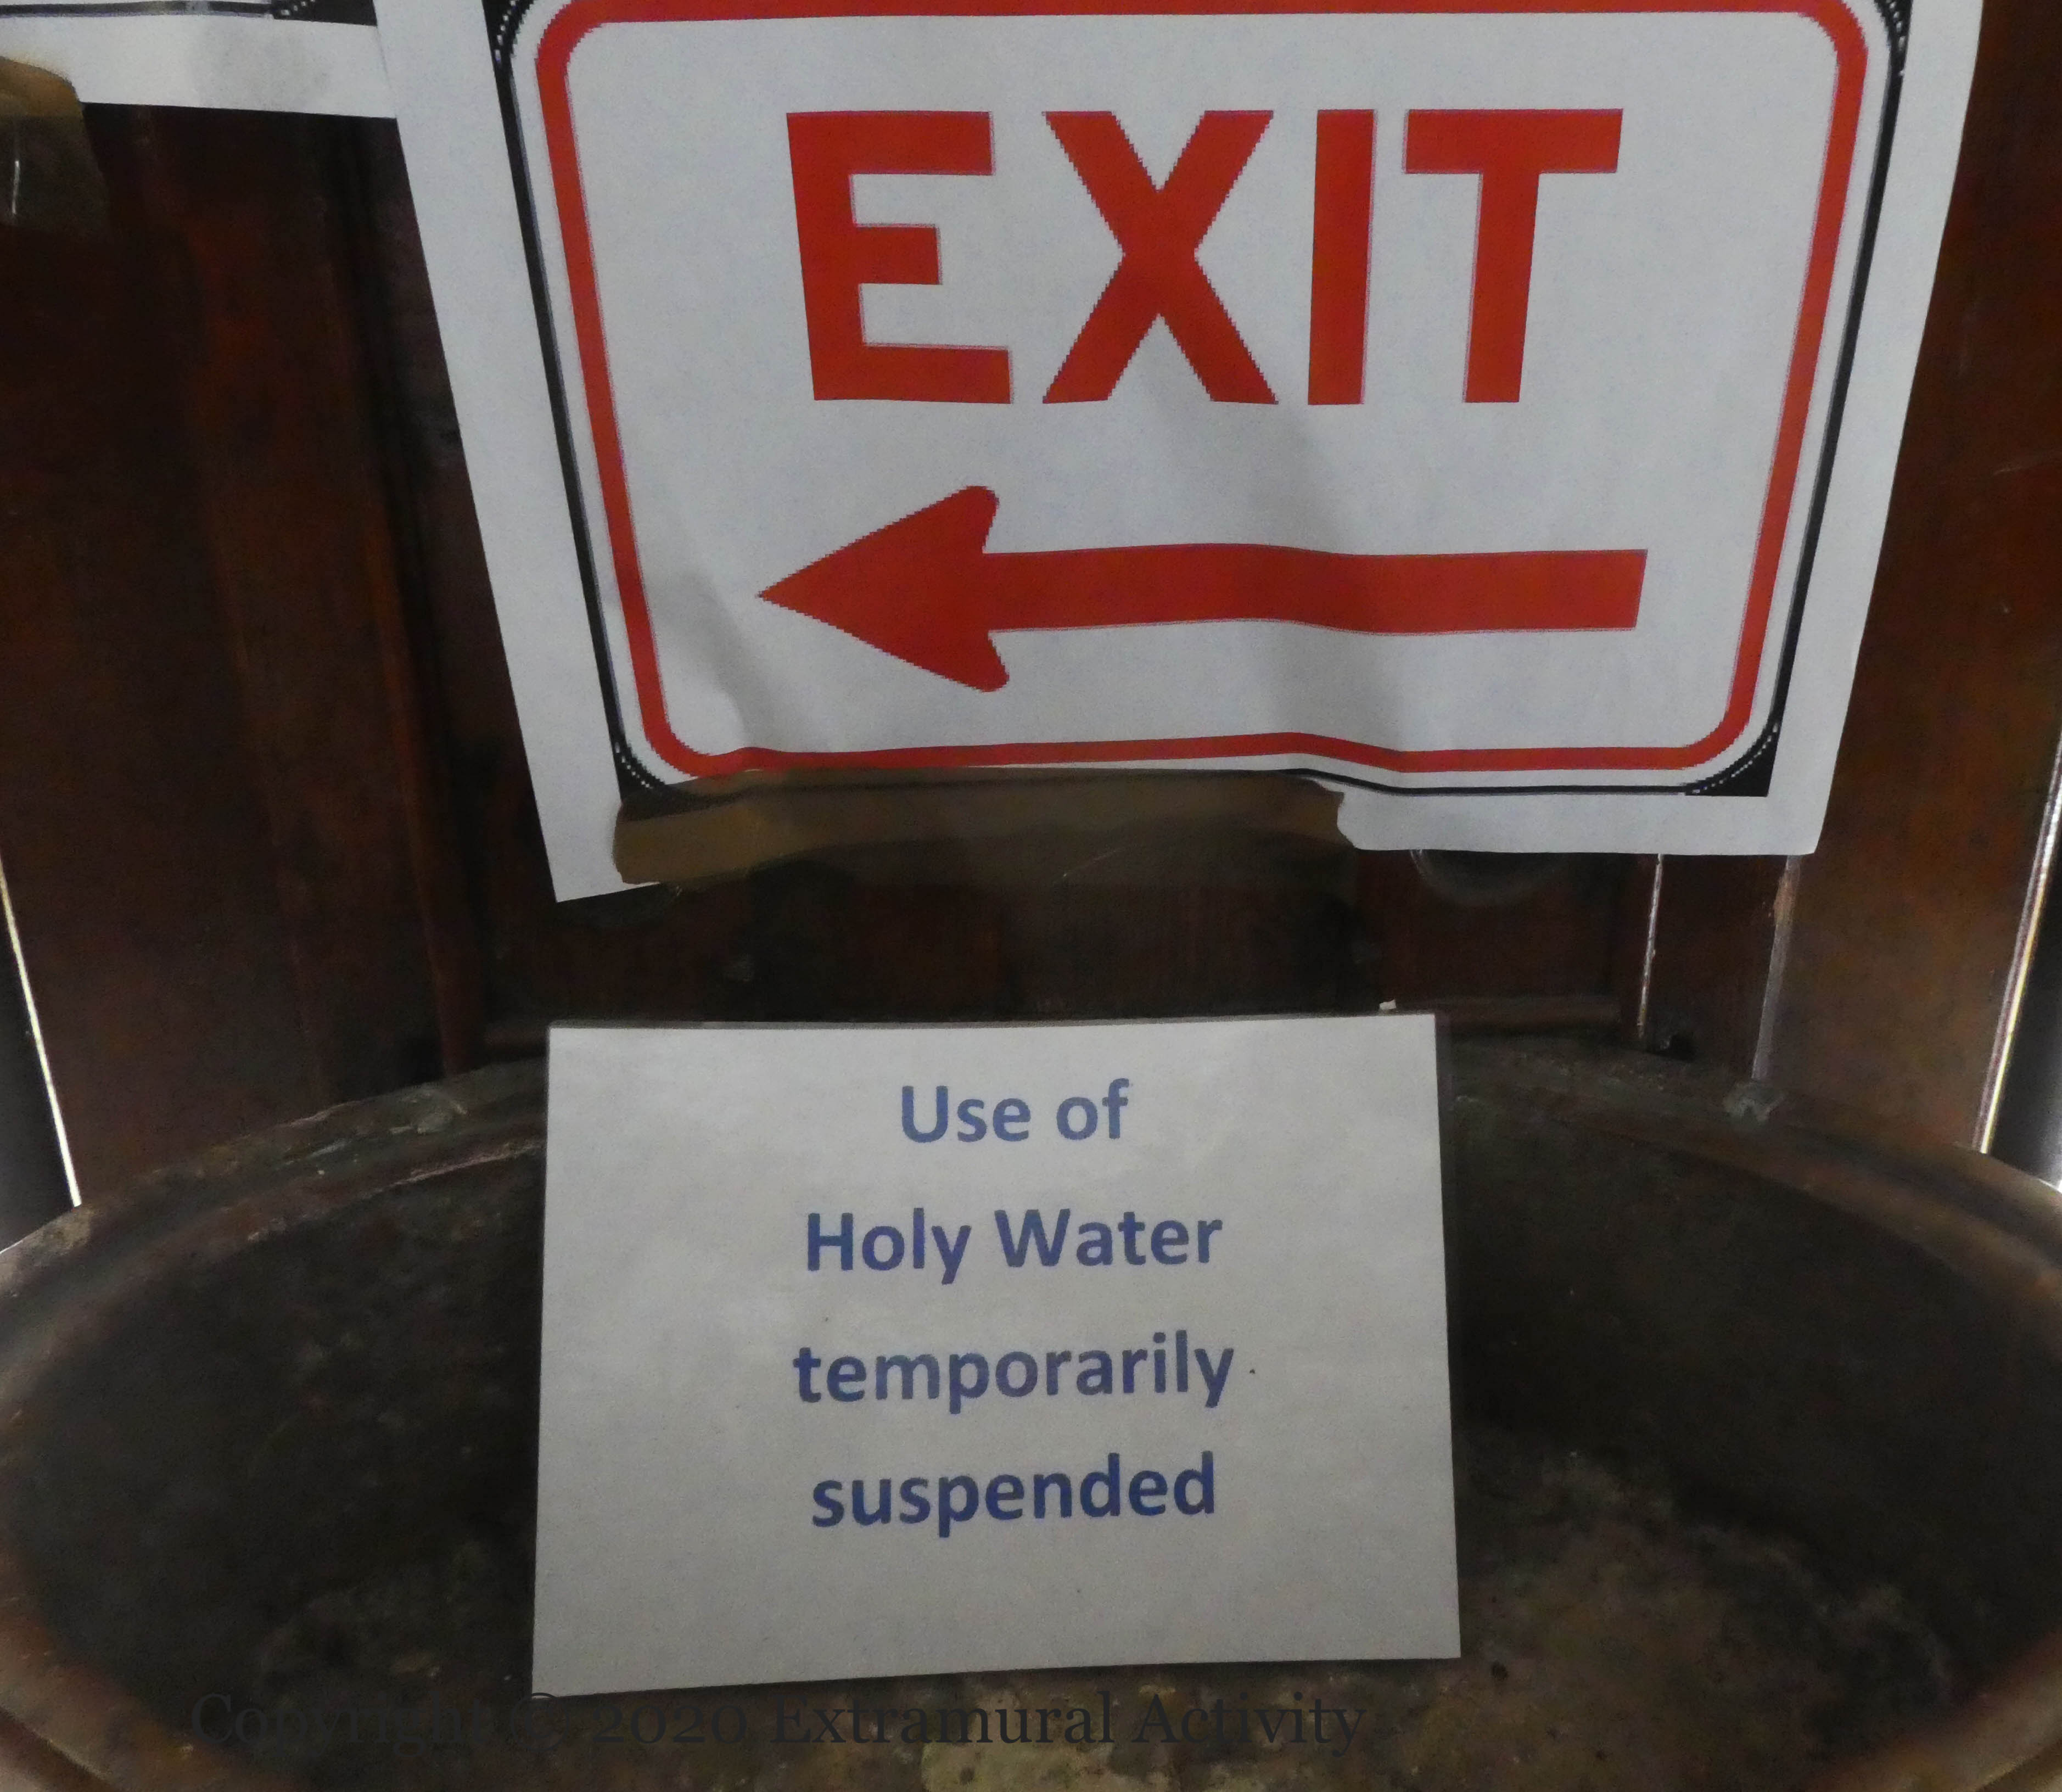 EXIT
Use of
Holy Water
temporarily
suspended
Copyright © 2020 Extramural Activity